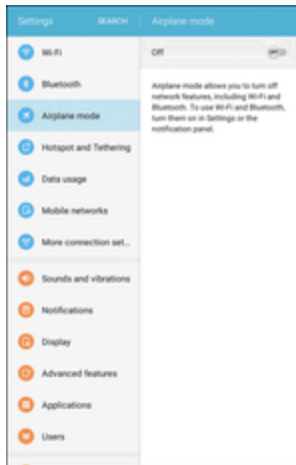 Settings
SEARCH
Airplane mode
Wi-Fi
Off
OFF
Bluetooth
Airplane mode allows you to turn off
network features, including Wi-Fi and
Bluetooth. To use Wi-Fi and Bluetooth,
turn them on in Settings or the
notification panel.
Airplane mode
Hotspot and Tethering
Data usage
Mobile networks
More connection set...
Sounds and vibrations
Notifications
Display
Advanced features
Applications
Users